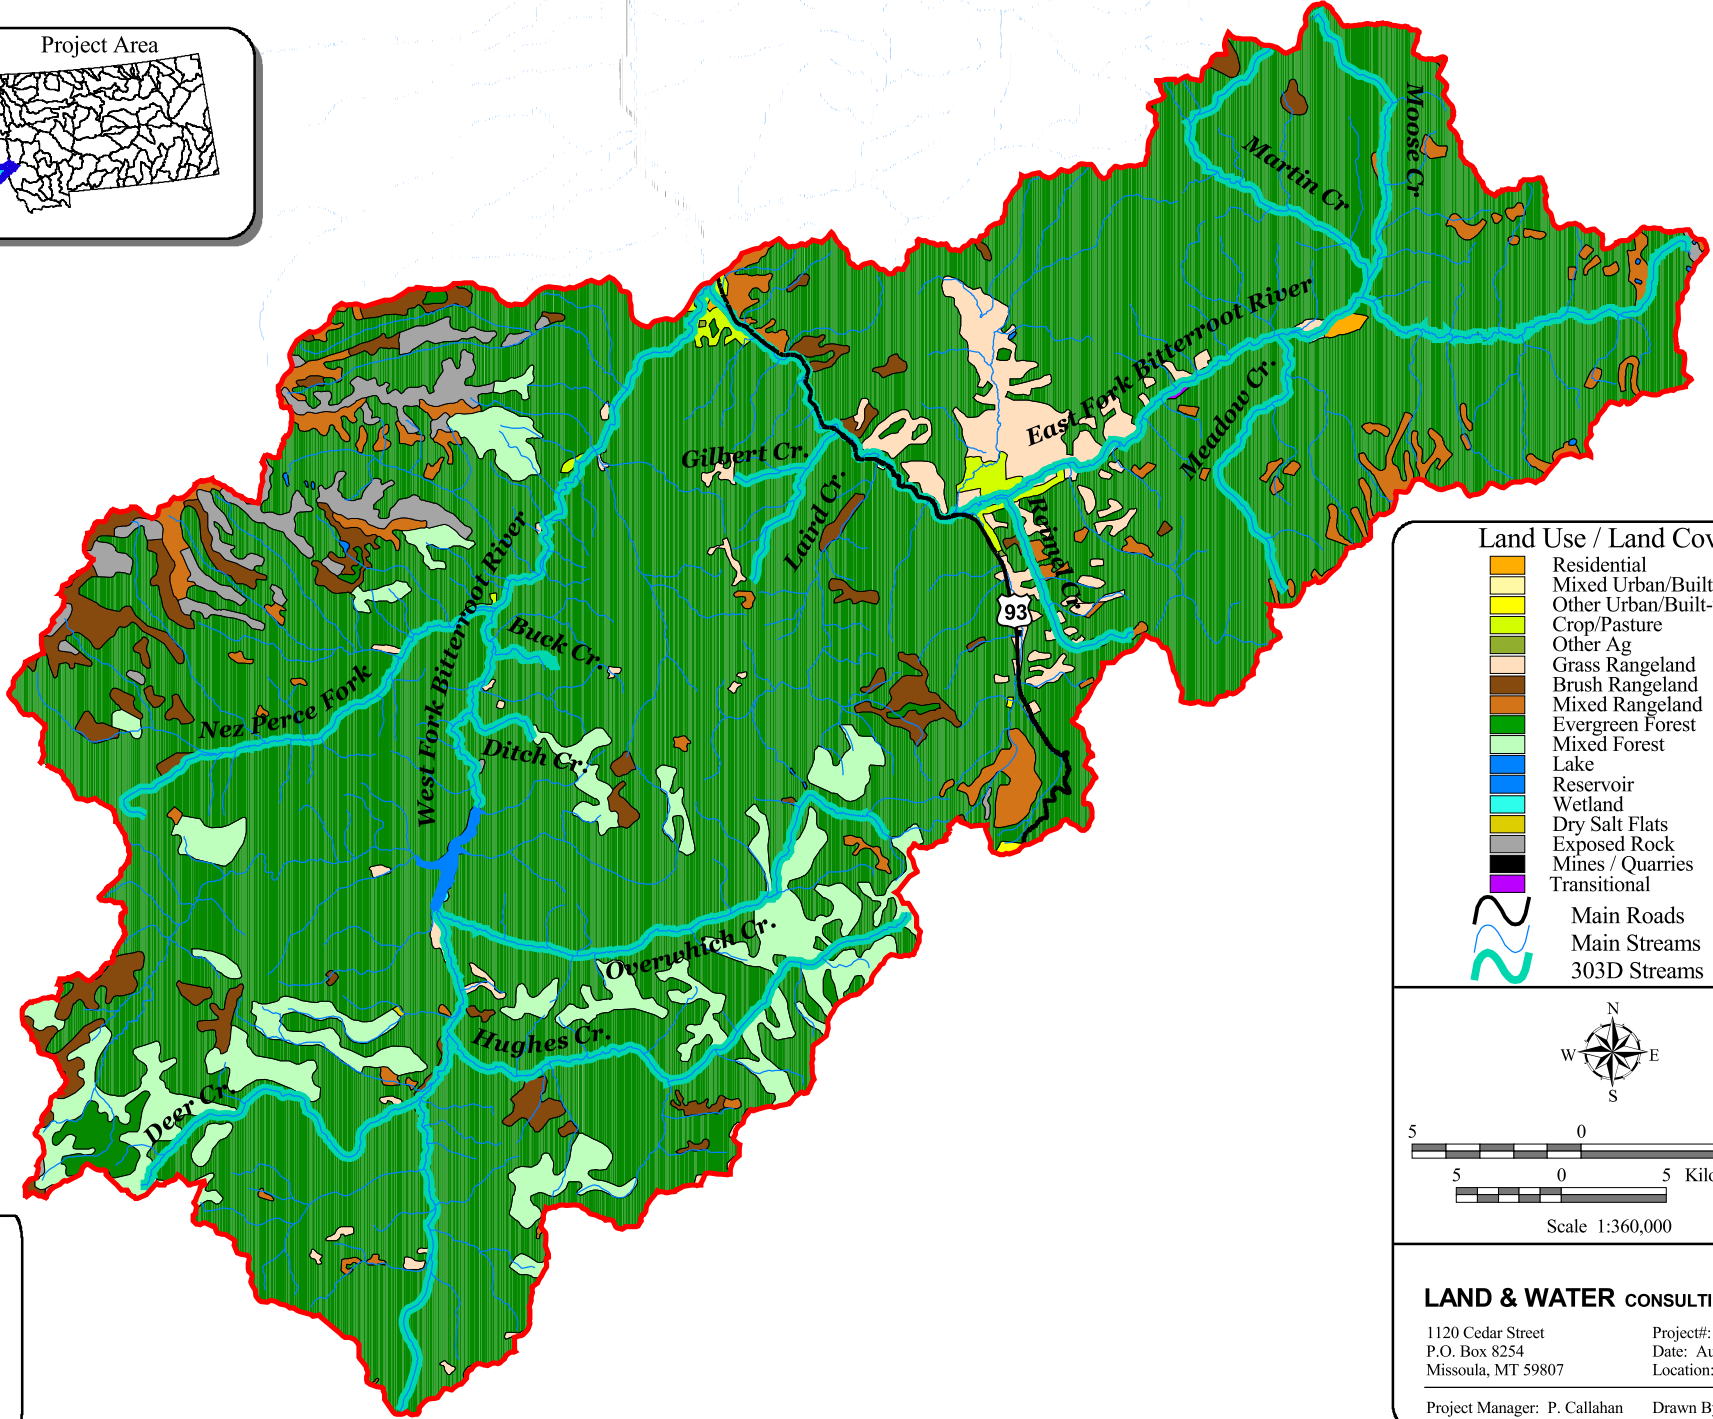 Project Area
Moose Cr.
Martin Cr
East Fork Bitterroot River
Meadow Cr.
Gilbert Cr.
Laird Cr.
Reimel Cr.
93
West Fork Bitterroot River
Buck Cr.
Nez Perce Fork
Ditch Cr.
Overwhich Cr.
Hughes Cr.
Deer Cr.
Land Use / Land Cov
Residential
Mixed Urban/Built
Other Urban/Built-
Crop/Pasture
Other Ag
Grass Rangeland
Brush Rangeland
Mixed Rangeland
Evergreen Forest
Mixed Forest
Lake
Reservoir
Wetland
Dry Salt Flats
Exposed Rock
Mines / Quarries
Transitional
Main Roads
Main Streams
303D Streams
N
W E
S
5 0
5 0 5 Kilo
Scale 1:360,000
LAND & WATER CONSULTI
1120 Cedar Street Project#:
P.O. Box 8254 Date: Au
Missoula, MT 59807 Location:
Project Manager: P. Callahan Drawn By